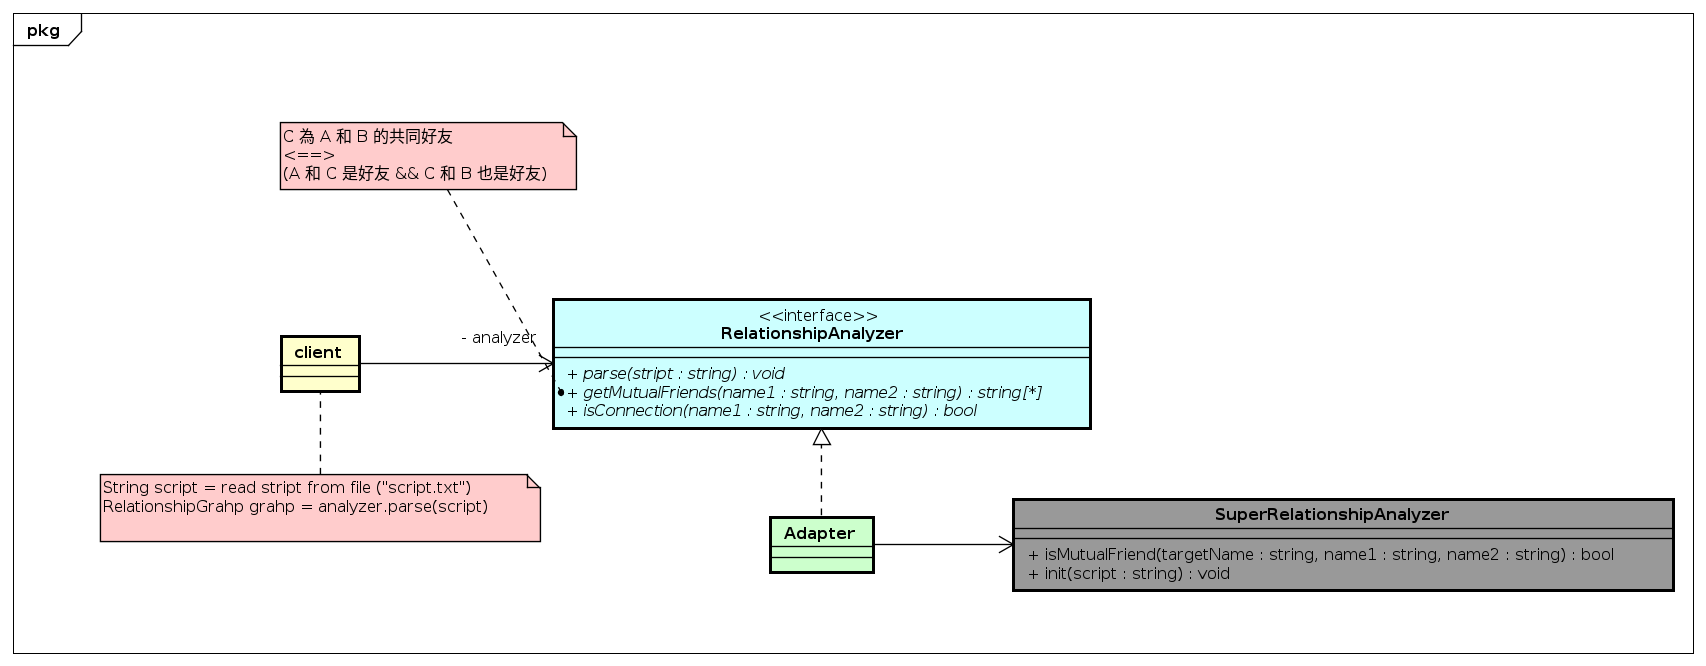 pkg
C 為 A 和 B 的共同好友
<==>
(A 和 C 是好友 && C 和 B 也是好友)
- analyzer
client
<<interface>>
RelationshipAnalyzer
+ parse(stript : string) : void
+ getMutualFriends(name1 : string, name2 : string) : string[*]
+ isConnection(name1 : string, name2 : string) : bool
String script = read stript from file ("script.txt")
RelationshipGrahp grahp = analyzer.parse(script)
Adapter
SuperRelationshipAnalyzer
+ isMutualFriend(targetName : string, name1 : string, name2 : string) : bool
+ init(script : string) : void